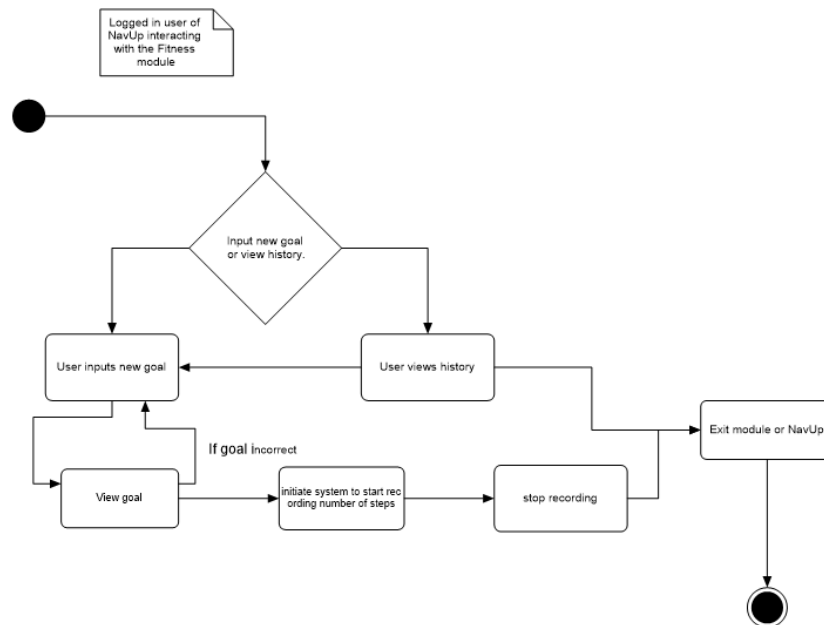 Logged in user of
NavUp interacting
with the Fitness
module
Input new goal
or view history.
User inputs new goal
User views history
Exit module or NavUp
If goal incorrect
View goal
initiate system to start rec
ording number of steps
stop recording